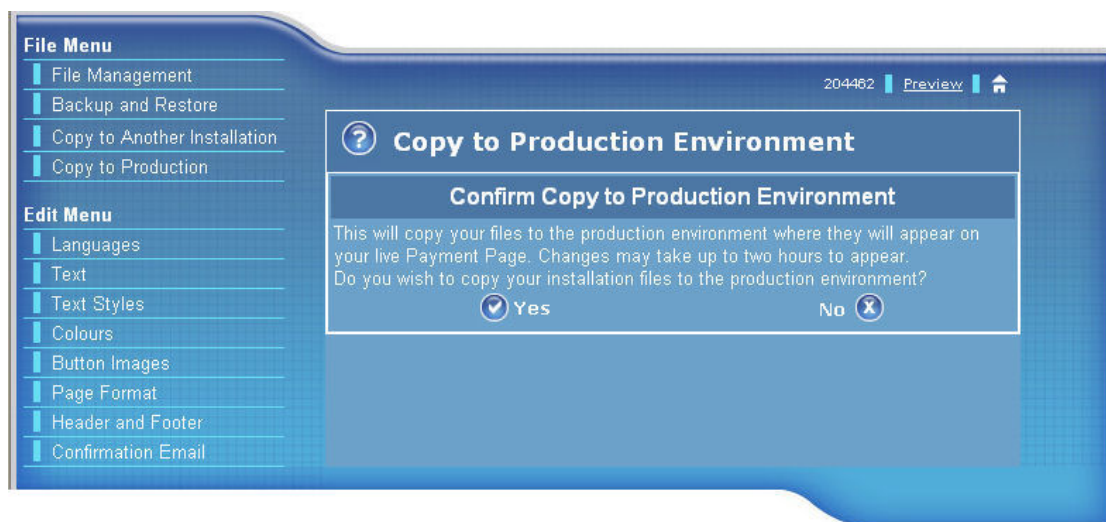 File Menu
File Management
Backup and Restore
Copy to Another Installation
Copy to Production
Edit Menu
Languages
Text
Text Styles
Colours
Button Images
Page Format
Header and Footer
Confirmation Email
204462 Preview
? Copy to Production Environment
Confirm Copy to Production Environment
This will copy your files to the production environment where they will appear on
your live Payment Page. Changes may take up to two hours to appear.
Do you wish to copy your installation files to the production environment?
Yes No X